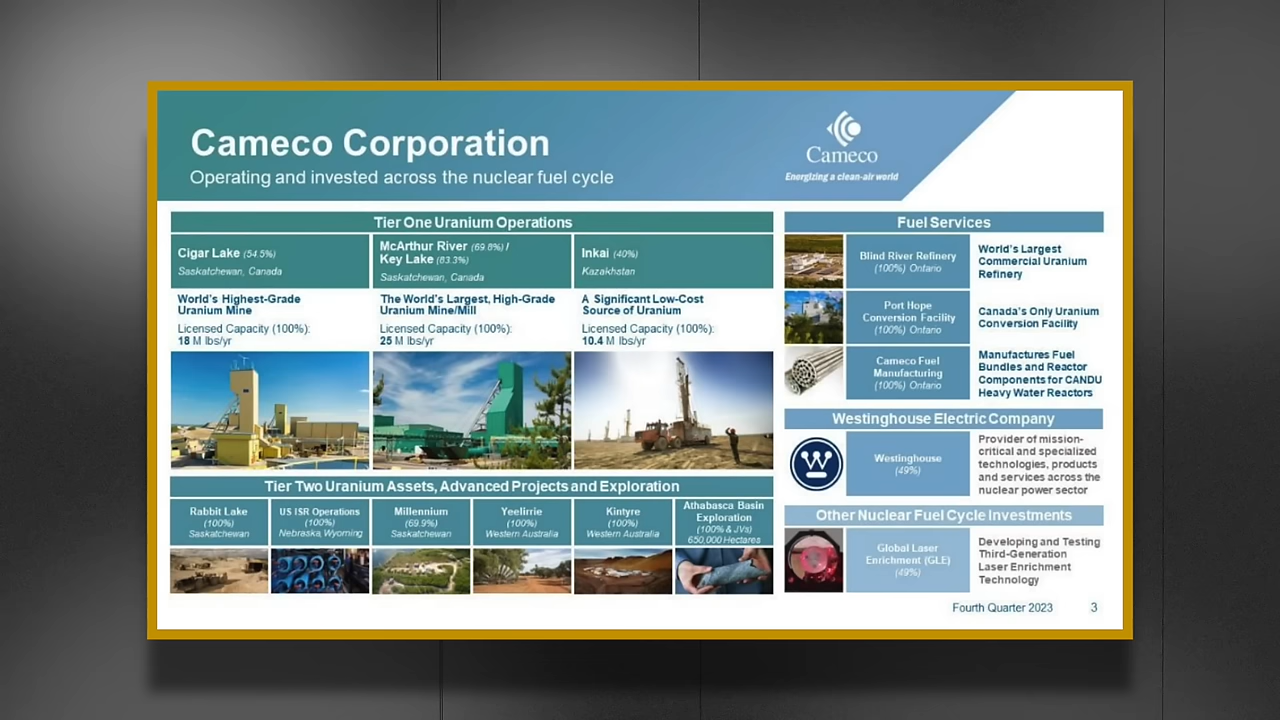 Cameco Corporation
Operating and invested across the nuclear fuel cycle
Cameco
Energizing a clean-air world
Tier One Uranium Operations
Cigar Lake (54.5%)
Saskatchewan, Canada
World's Highest-Grade
Uranium Mine
Licensed Capacity (100%):
18 M lbs/yr
McArthur River (69.8%) /
Key Lake (83.3%)
Saskatchewan, Canada
The World's Largest, High-Grade
Uranium Mine/Mill
Licensed Capacity (100%):
25 M lbs/yr
Inkai (40%)
Kazakhstan
A Significant Low-Cost
Source of Uranium
Licensed Capacity (100%):
10.4 M lbs/yr
Tier Two Uranium Assets, Advanced Projects and Exploration
Rabbit Lake
(100%)
Saskatchewan
US ISR Operations
(100%)
Nebraska, Wyoming
Millennium
(69.9%)
Saskatchewan
Yeelirrie
(100%)
Western Australia
Kintyre
(100%)
Western Australia
Athabasca Basin
Exploration
(100% & JVs)
650,000 Hectares
Fuel Services
Blind River Refinery
(100%) Ontario
World's Largest
Commercial Uranium
Refinery
Port Hope
Conversion Facility
(100%) Ontario
Canada's Only Uranium
Conversion Facility
Cameco Fuel
Manufacturing
(100%) Ontario
Manufactures Fuel
Bundles and Reactor
Components for CANDU
Heavy Water Reactors
Westinghouse Electric Company
W
Westinghouse
(49%)
Provider of mission-
critical and specialized
technologies, products
and services across the
nuclear power sector
Other Nuclear Fuel Cycle Investments
Global Laser
Enrichment (GLE)
(49%)
Developing and Testing
Third-Generation
Laser Enrichment
Technology
Fourth Quarter 2023
3